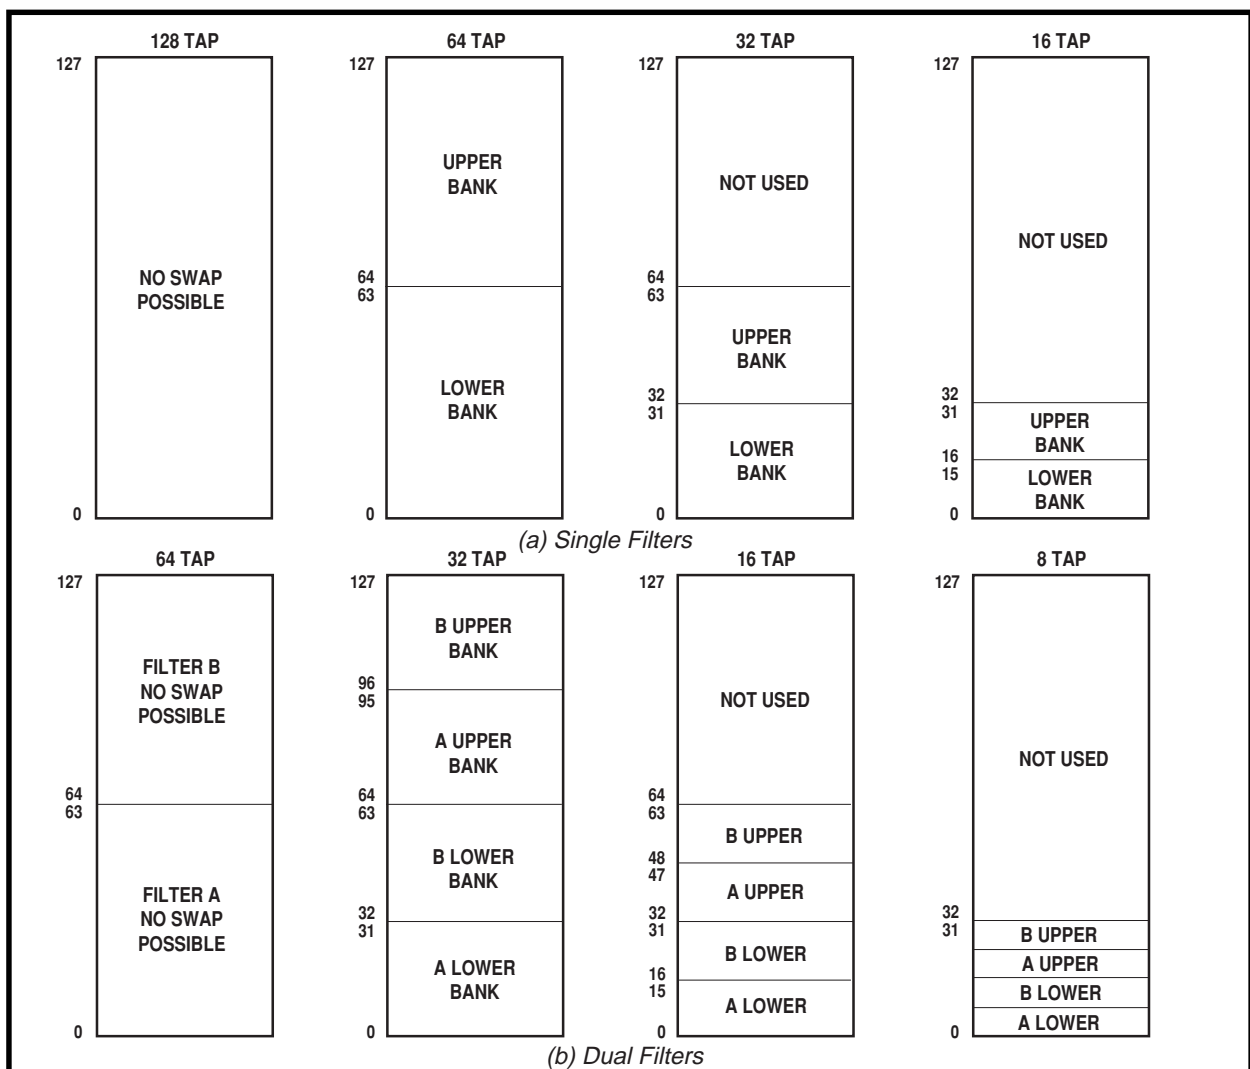 128 TAP
127
NO SWAP
POSSIBLE
0
64 TAP
127
UPPER
BANK
64
63
LOWER
BANK
0
32 TAP
127
NOT USED
64
63
UPPER
BANK
32
31
LOWER
BANK
0
16 TAP
127
NOT USED
32
31
UPPER
BANK
16
15
LOWER
BANK
0
(a) Single Filters
64 TAP
127
FILTER B
NO SWAP
POSSIBLE
64
63
FILTER A
NO SWAP
POSSIBLE
0
32 TAP
127
B UPPER
BANK
96
95
A UPPER
BANK
64
63
B LOWER
BANK
32
31
A LOWER
BANK
0
16 TAP
127
NOT USED
64
63
B UPPER
48
47
A UPPER
32
31
B LOWER
16
15
A LOWER
0
8 TAP
127
NOT USED
32
31
B UPPER
A UPPER
B LOWER
A LOWER
0
(b) Dual Filters